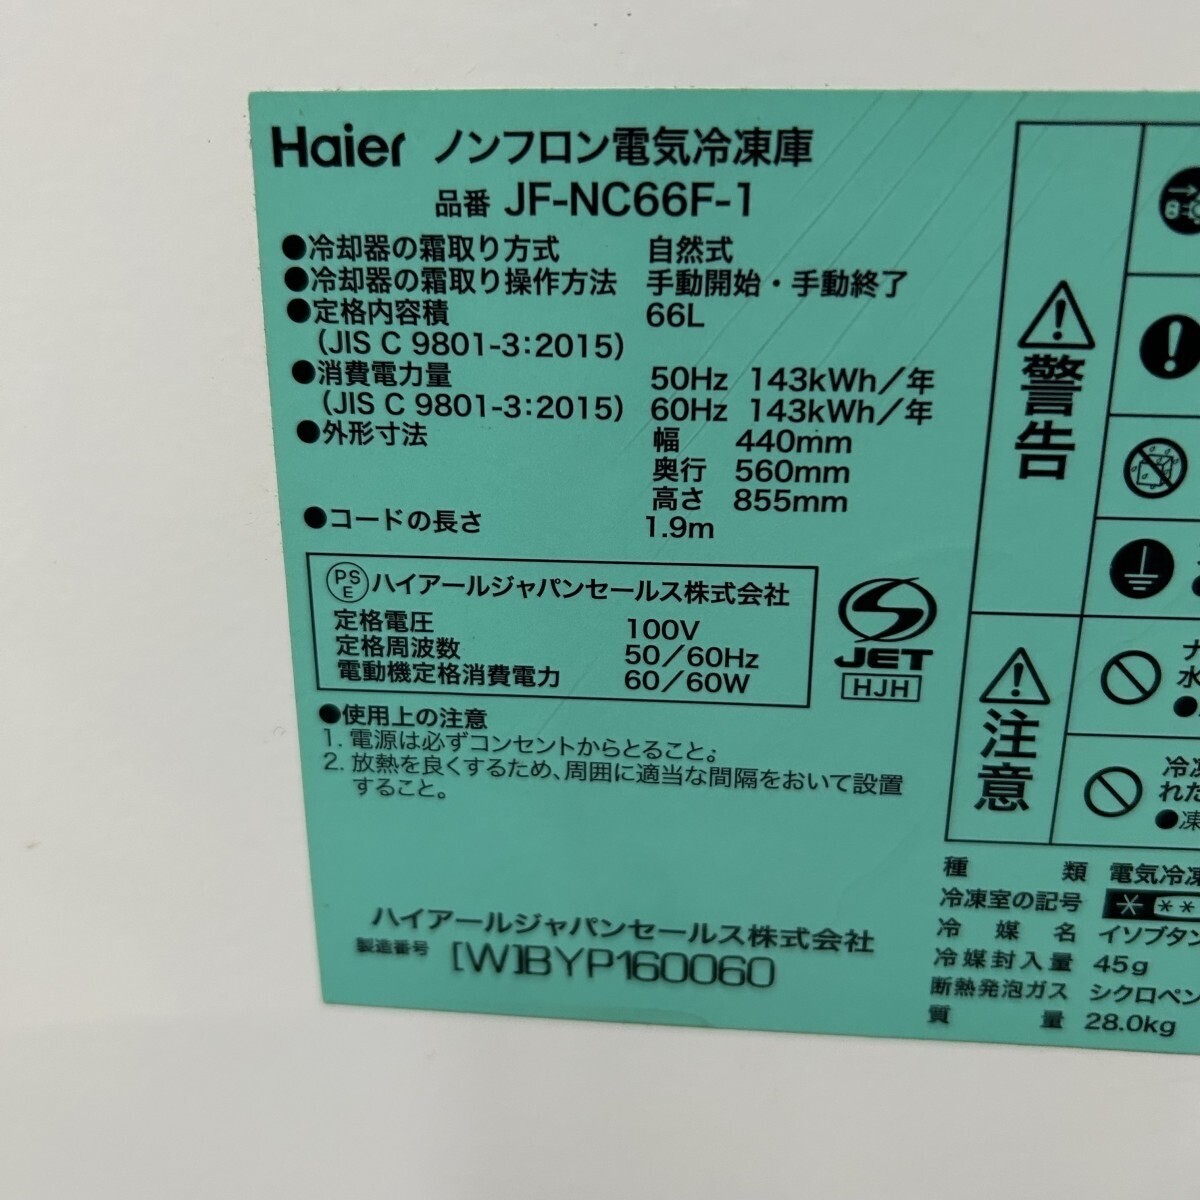 Haier ノンフロン電気冷凍庫
品番 JF-NC66F-1
●冷却器の霜取り方式 自然式
●冷却器の霜取り操作方法 手動開始・手動終了
●定格内容積 66L
(JIS C 9801-3:2015)
●消費電力量 50Hz 143kWh／年
(JIS C 9801-3:2015) 60Hz 143kWh／年
●外形寸法 幅 440mm
奥行 560mm
高さ 855mm
●コードの長さ 1.9m
PSE ハイアールジャパンセールス株式会社
定格電圧 100V
定格周波数 50／60Hz
電動機定格消費電力 60／60W
JET
HJH
●使用上の注意
1. 電源は必ずコンセントからとること。
2. 放熱を良くするため、周囲に適当な間隔をおいて設置
すること。
ハイアールジャパンセールス株式会社
製造番号 [W]BYP160060
警告
注意
水
●
冷凍
れた
●凍
種類 電気冷凍
冷凍室の記号 ＊ ＊＊
冷媒名 イソブタン
冷媒封入量 45g
断熱発泡ガス シクロペン
質量 28.0kg